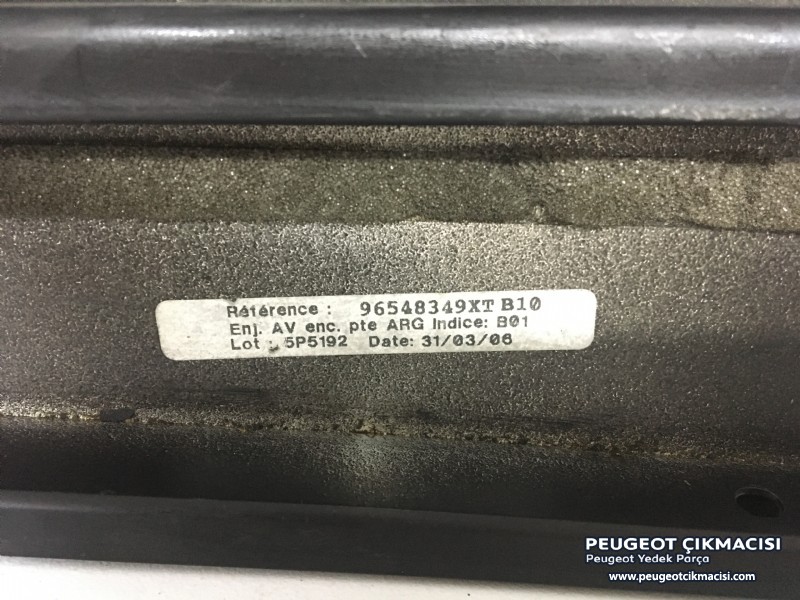 Référence : 96548349XT B10
Enj. AV enc. pte ARG Indice: B01
Lot : 5P5192 Date: 31/03/06
PEUGEOT ÇIKMACISI
Peugeot Yedek Parça
www.peugeotcikmacisi.com